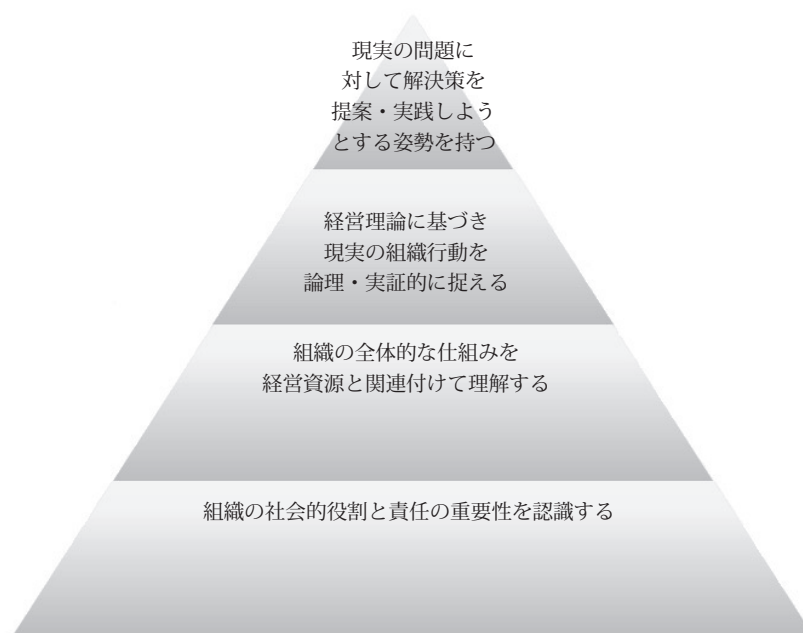 現実の問題に
対して解決策を
提案・実践しよう
とする姿勢を持つ
経営理論に基づき
現実の組織行動を
論理・実証的に捉える
組織の全体的な仕組みを
経営資源と関連付けて理解する
組織の社会的役割と責任の重要性を認識する